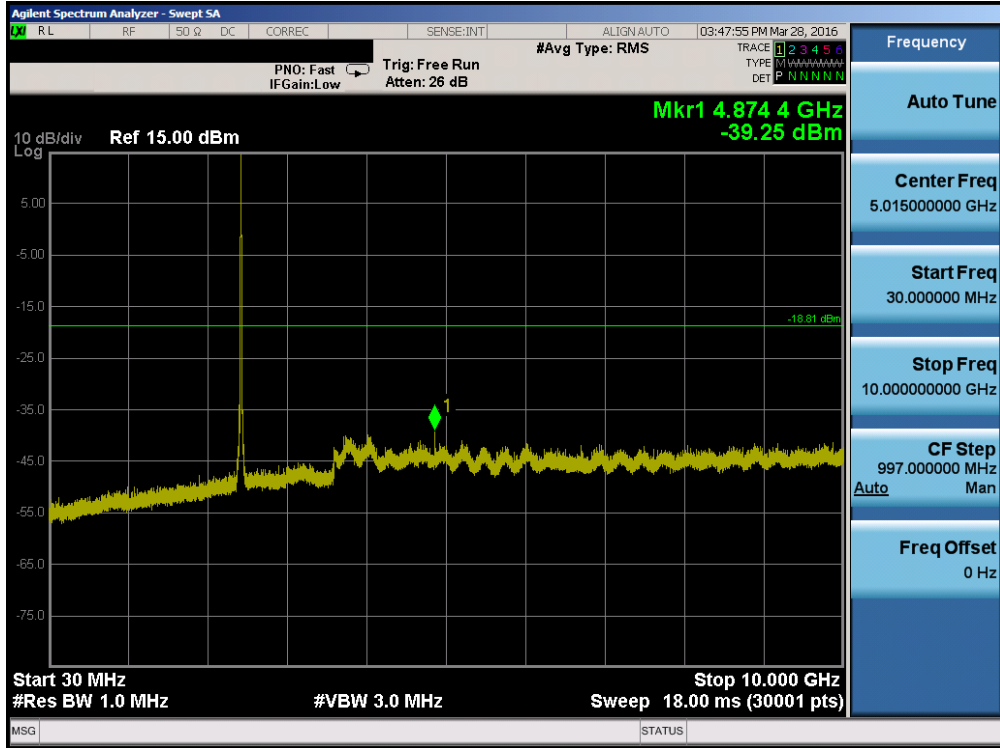 Agilent Spectrum Analyzer - Swept SA
LXI RL RF 50 Ω DC CORREC SENSE:INT ALIGN AUTO 03:47:55 PM Mar 28, 2016
#Avg Type: RMS TRACE 1 2 3 4 5 6
PNO: Fast Trig: Free Run TYPE M
IFGain:Low Atten: 26 dB DET P N N N N N
Mkr1 4.874 4 GHz
-39.25 dBm
10 dB/div Ref 15.00 dBm
Log
5.00
-5.00
-15.0
-18.81 dBm
-25.0
-35.0
1
-45.0
-55.0
-65.0
-75.0
Start 30 MHz Stop 10.000 GHz
#Res BW 1.0 MHz #VBW 3.0 MHz Sweep 18.00 ms (30001 pts)
MSG STATUS
Frequency
Auto Tune
Center Freq
5.015000000 GHz
Start Freq
30.000000 MHz
Stop Freq
10.000000000 GHz
CF Step
997.000000 MHz
Auto Man
Freq Offset
0 Hz